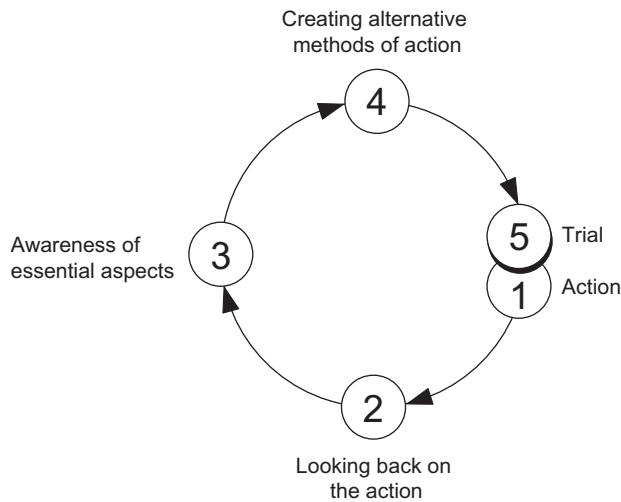 Creating alternative
methods of action
4
5
Trial
Awareness of
essential aspects
3
1
Action
2
Looking back on
the action